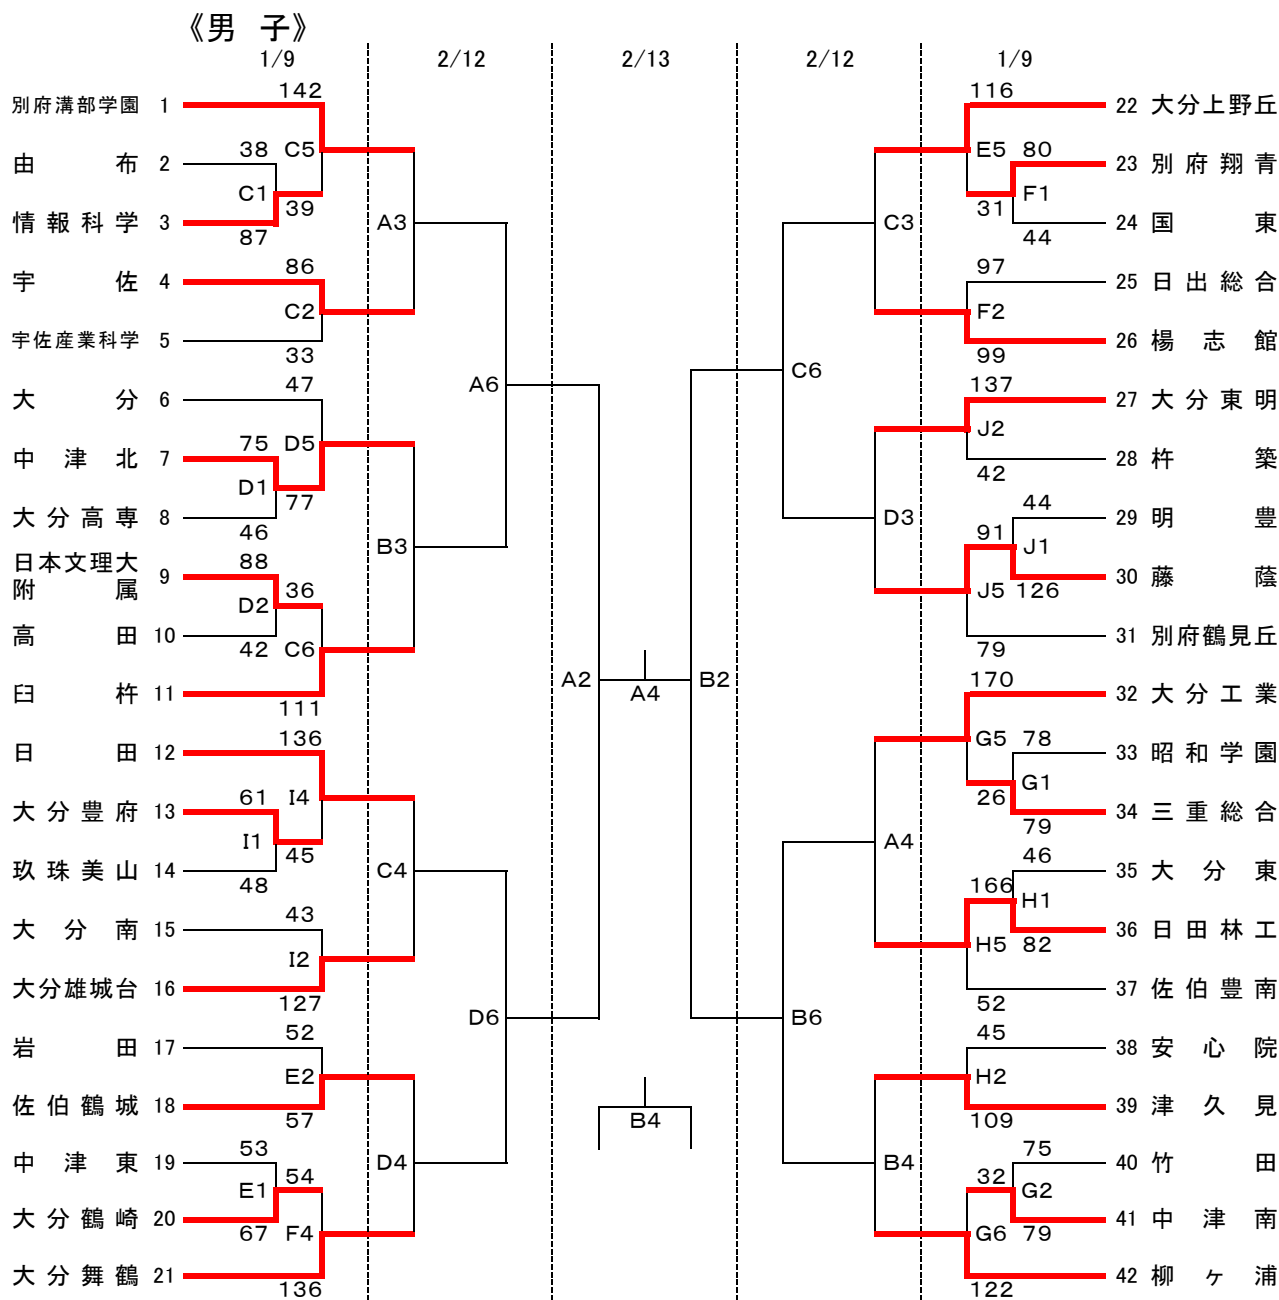 《男 子》
1/9 2/12 2/13 2/12 1/9
142 116
別府溝部学園 1 22 大分上野丘
38 C5 E5 80
由布 2 23 別府翔青
C1 F1
39 31
情報科学 3 A3 C3 24 国東
87 44
86 97
宇佐 4 25 日出総合
C2 F2
宇佐産業科学 5 26 楊志館
33 99
47 A6 C6 137
大分 6 27 大分東明
75 D5 J2
中津北 7 28 杵築
D1 42
77 44
大分高専 8 D3 29 明豊
46 91
B3 J1
日本文理大附属 9 88 30 藤蔭
36 J5 126
D2
高田 10 31 別府鶴見丘
42 C6 79
A2 A4 B2
臼杵 11 170 32 大分工業
111
136 G5 78
日田 12 33 昭和学園
61 I4 G1
大分豊府 13 26 34 三重総合
I1 79
45 A4 46
玖珠美山 14 C4 35 大分東
48 166
43 H1
大分南 15 36 日田林工
I2 H5 82
大分雄城台 16 37 佐伯豊南
127 52
D6 B6
52 45
岩田 17 38 安心院
E2 H2
佐伯鶴城 18 39 津久見
57 B4 109
53 75
中津東 19 D4 B4 40 竹田
54 32
E1 G2
大分鶴崎 20 41 中津南
67 F4 G6 79
大分舞鶴 21 42 柳ヶ浦
136 122